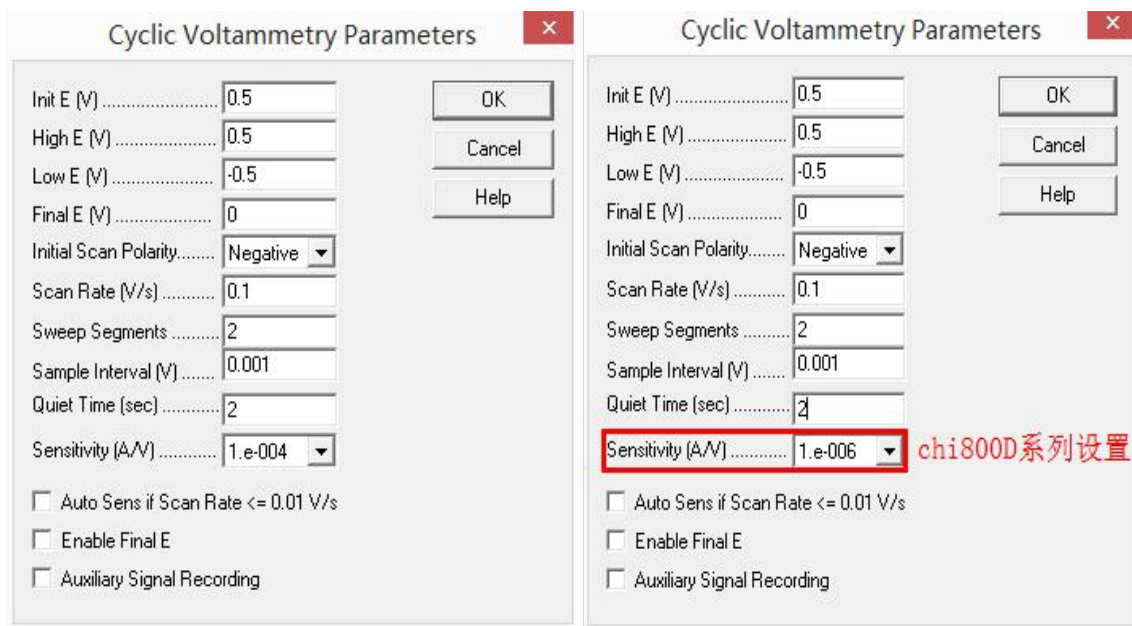 Cyclic Voltammetry Parameters
×
Init E (V) ...................... 0.5
OK
High E (V) ................... 0.5
Cancel
Low E (V) .................... -0.5
Help
Final E (V) ................... 0
Initial Scan Polarity........ Negative
Scan Rate (V/s) .......... 0.1
Sweep Segments ......... 2
Sample Interval (V) ...... 0.001
Quiet Time (sec) ........... 2
Sensitivity (A/V) ........... 1.e-004
Auto Sens if Scan Rate <= 0.01 V/s
Enable Final E
Auxiliary Signal Recording
Cyclic Voltammetry Parameters
×
Init E (V) ...................... 0.5
OK
High E (V) ................... 0.5
Cancel
Low E (V) .................... -0.5
Help
Final E (V) ................... 0
Initial Scan Polarity........ Negative
Scan Rate (V/s) .......... 0.1
Sweep Segments ......... 2
Sample Interval (V) ...... 0.001
Quiet Time (sec) ........... 2
Sensitivity (A/V) ........... 1.e-006 chi800D系列设置
Auto Sens if Scan Rate <= 0.01 V/s
Enable Final E
Auxiliary Signal Recording